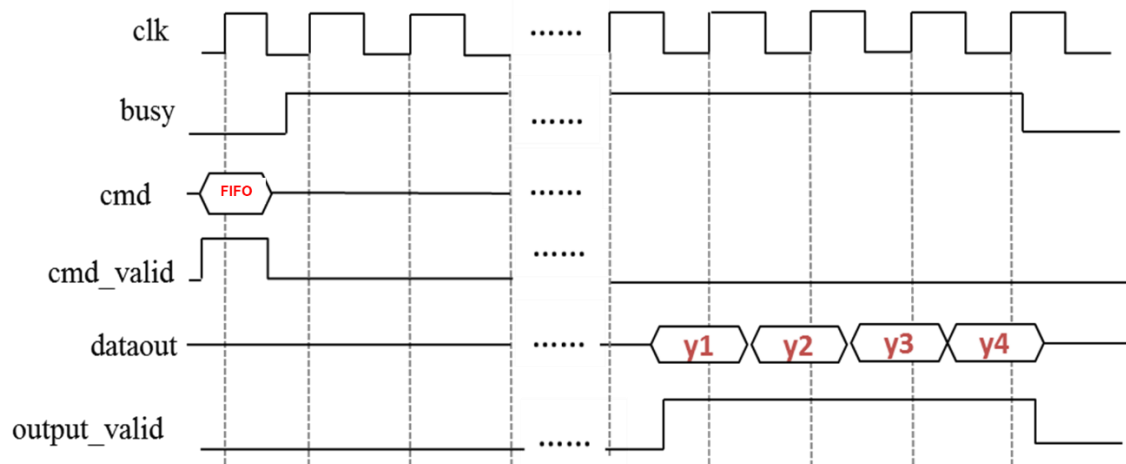 clk ......
busy ......
cmd FIFO ......
cmd_valid ......
dataout ...... y1 y2 y3 y4
output_valid ......